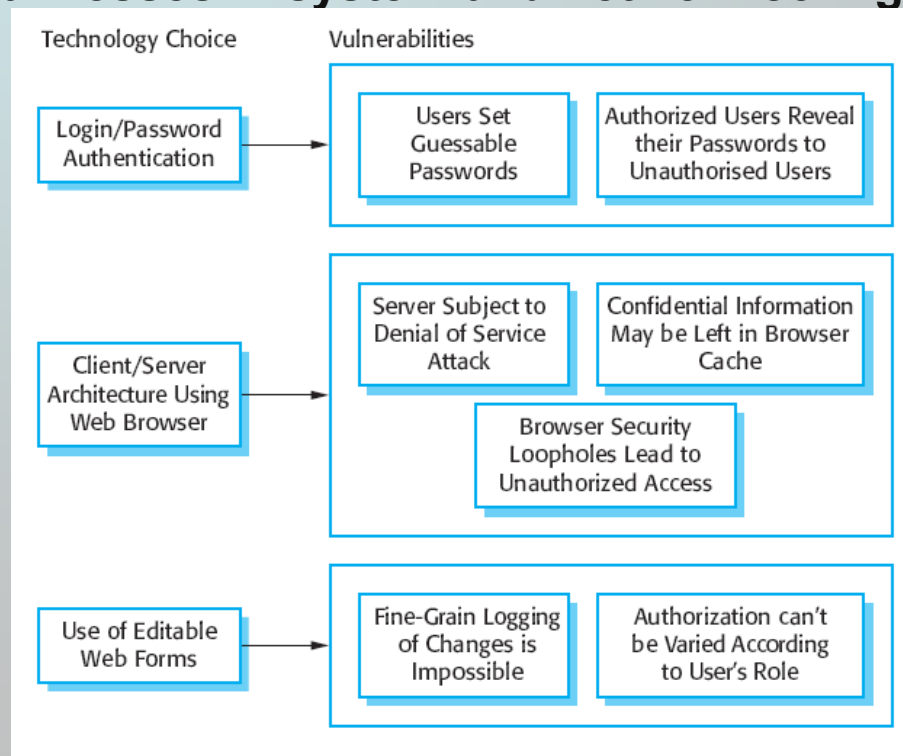 Technology Choice
Vulnerabilities
Login/Password
Authentication
Users Set
Guessable
Passwords
Authorized Users Reveal
their Passwords to
Unauthorised Users
Client/Server
Architecture Using
Web Browser
Server Subject to
Denial of Service
Attack
Confidential Information
May be Left in Browser
Cache
Browser Security
Loopholes Lead to
Unauthorized Access
Use of Editable
Web Forms
Fine-Grain Logging
of Changes is
Impossible
Authorization can't
be Varied According
to User's Role